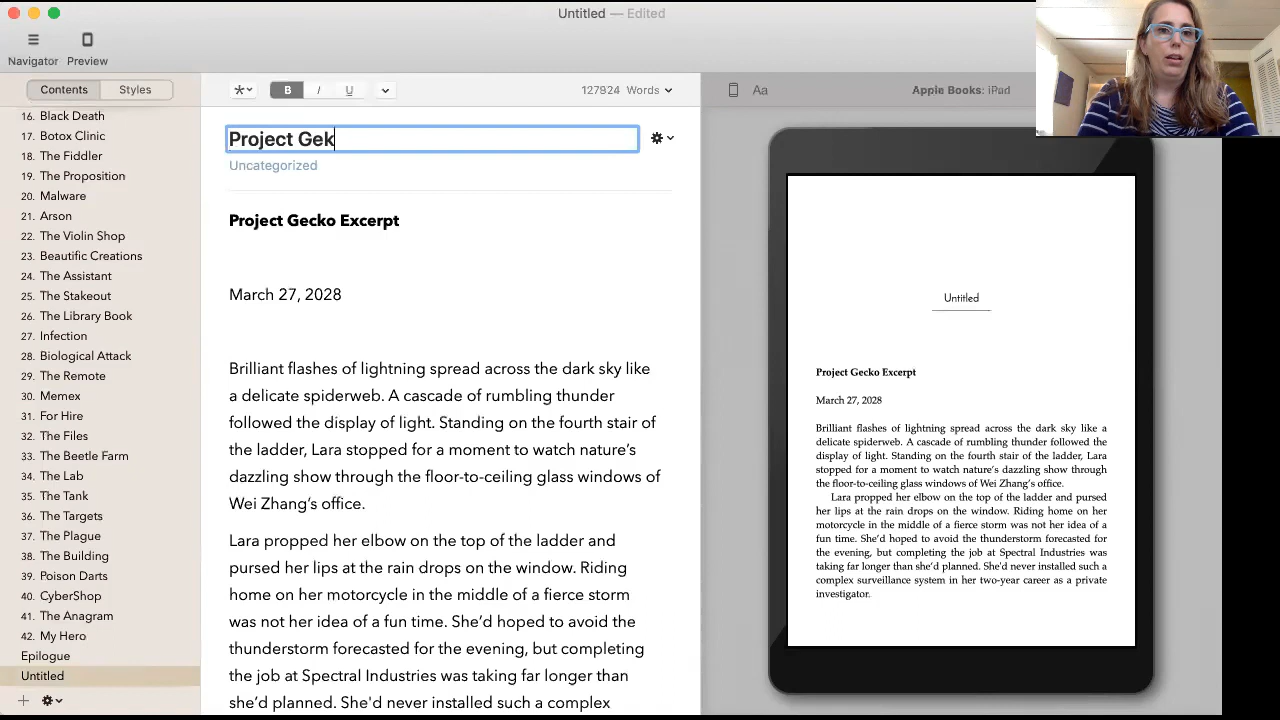 Untitled — Edited
Navigator
Preview
Contents
Styles
B
I
U
127924 Words
Aa
Apple Books: iPad
16. Black Death
17. Botox Clinic
18. The Fiddler
19. The Proposition
20. Malware
21. Arson
22. The Violin Shop
23. Beautific Creations
24. The Assistant
25. The Stakeout
26. The Library Book
27. Infection
28. Biological Attack
29. The Remote
30. Memex
31. For Hire
32. The Files
33. The Beetle Farm
34. The Lab
35. The Tank
36. The Targets
37. The Plague
38. The Building
39. Poison Darts
40. CyberShop
41. The Anagram
42. My Hero
Epilogue
Untitled
Project Gek
Uncategorized
Project Gecko Excerpt
March 27, 2028
Brilliant flashes of lightning spread across the dark sky like
a delicate spiderweb. A cascade of rumbling thunder
followed the display of light. Standing on the fourth stair of
the ladder, Lara stopped for a moment to watch nature’s
dazzling show through the floor-to-ceiling glass windows of
Wei Zhang’s office.
Lara propped her elbow on the top of the ladder and
pursed her lips at the rain drops on the window. Riding
home on her motorcycle in the middle of a fierce storm
was not her idea of a fun time. She’d hoped to avoid the
thunderstorm forecasted for the evening, but completing
the job at Spectral Industries was taking far longer than
she’d planned. She'd never installed such a complex
Untitled
Project Gecko Excerpt
March 27, 2028
Brilliant flashes of lightning spread across the dark sky like a
delicate spiderweb. A cascade of rumbling thunder followed the
display of light. Standing on the fourth stair of the ladder, Lara
stopped for a moment to watch nature’s dazzling show through
the floor-to-ceiling glass windows of Wei Zhang’s office.
Lara propped her elbow on the top of the ladder and pursed
her lips at the rain drops on the window. Riding home on her
motorcycle in the middle of a fierce storm was not her idea of a
fun time. She’d hoped to avoid the thunderstorm forecasted for
the evening, but completing the job at Spectral Industries was
taking far longer than she’d planned. She'd never installed such a
complex surveillance system in her two-year career as a private
investigator.